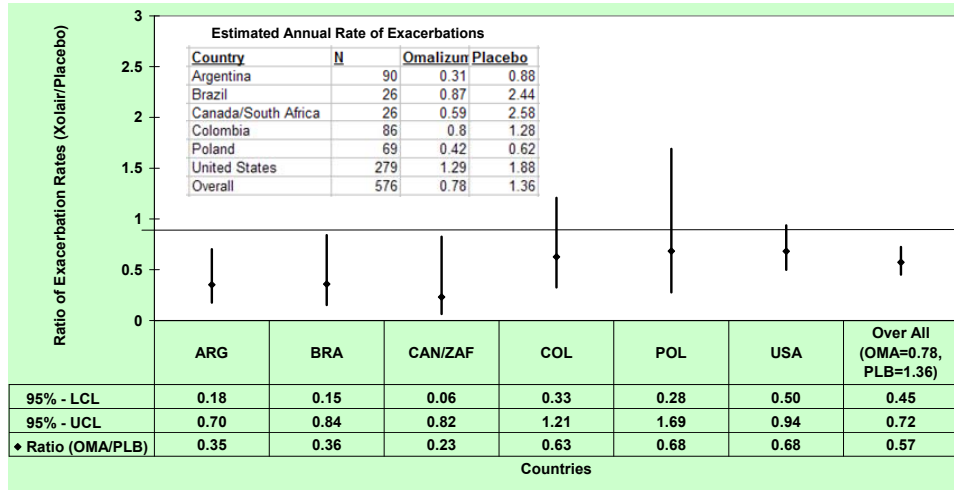 Ratio of Exacerbation Rates (Xolair/Placebo)
3
2.5
2
1.5
1
0.5
0
Estimated Annual Rate of Exacerbations
Country N Omalizum Placebo
Argentina 90 0.31 0.88
Brazil 26 0.87 2.44
Canada/South Africa 26 0.59 2.58
Colombia 86 0.8 1.28
Poland 69 0.42 0.62
United States 279 1.29 1.88
Overall 576 0.78 1.36
ARG BRA CAN/ZAF COL POL USA Over All
(OMA=0.78,
PLB=1.36)
95% - LCL 0.18 0.15 0.06 0.33 0.28 0.50 0.45
95% - UCL 0.70 0.84 0.82 1.21 1.69 0.94 0.72
Ratio (OMA/PLB) 0.35 0.36 0.23 0.63 0.68 0.68 0.57
Countries